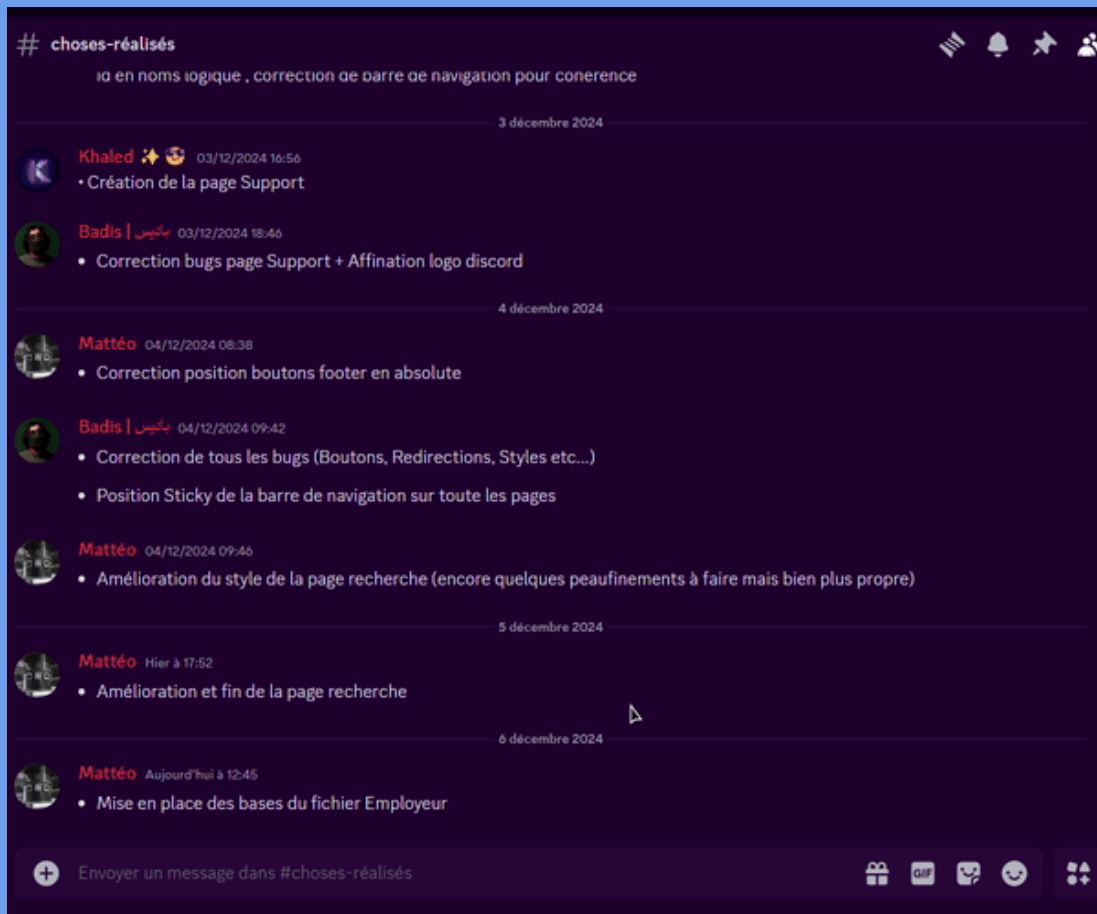 # choses-réalisés
id en noms logique , correction de barre de navigation pour cohérence
3 décembre 2024
Khaled 03/12/2024 16:56
• Création de la page Support
Badis | باديس 03/12/2024 18:46
• Correction bugs page Support + Affination logo discord
4 décembre 2024
Mattéo 04/12/2024 08:38
• Correction position boutons footer en absolute
Badis | باديس 04/12/2024 09:42
• Correction de tous les bugs (Boutons, Redirections, Styles etc...)
• Position Sticky de la barre de navigation sur toute les pages
Mattéo 04/12/2024 09:46
• Amélioration du style de la page recherche (encore quelques peaufinements à faire mais bien plus propre)
5 décembre 2024
Mattéo Hier à 17:52
• Amélioration et fin de la page recherche
6 décembre 2024
Mattéo Aujourd'hui à 12:45
• Mise en place des bases du fichier Employeur
Envoyer un message dans #choses-réalisés
GIF